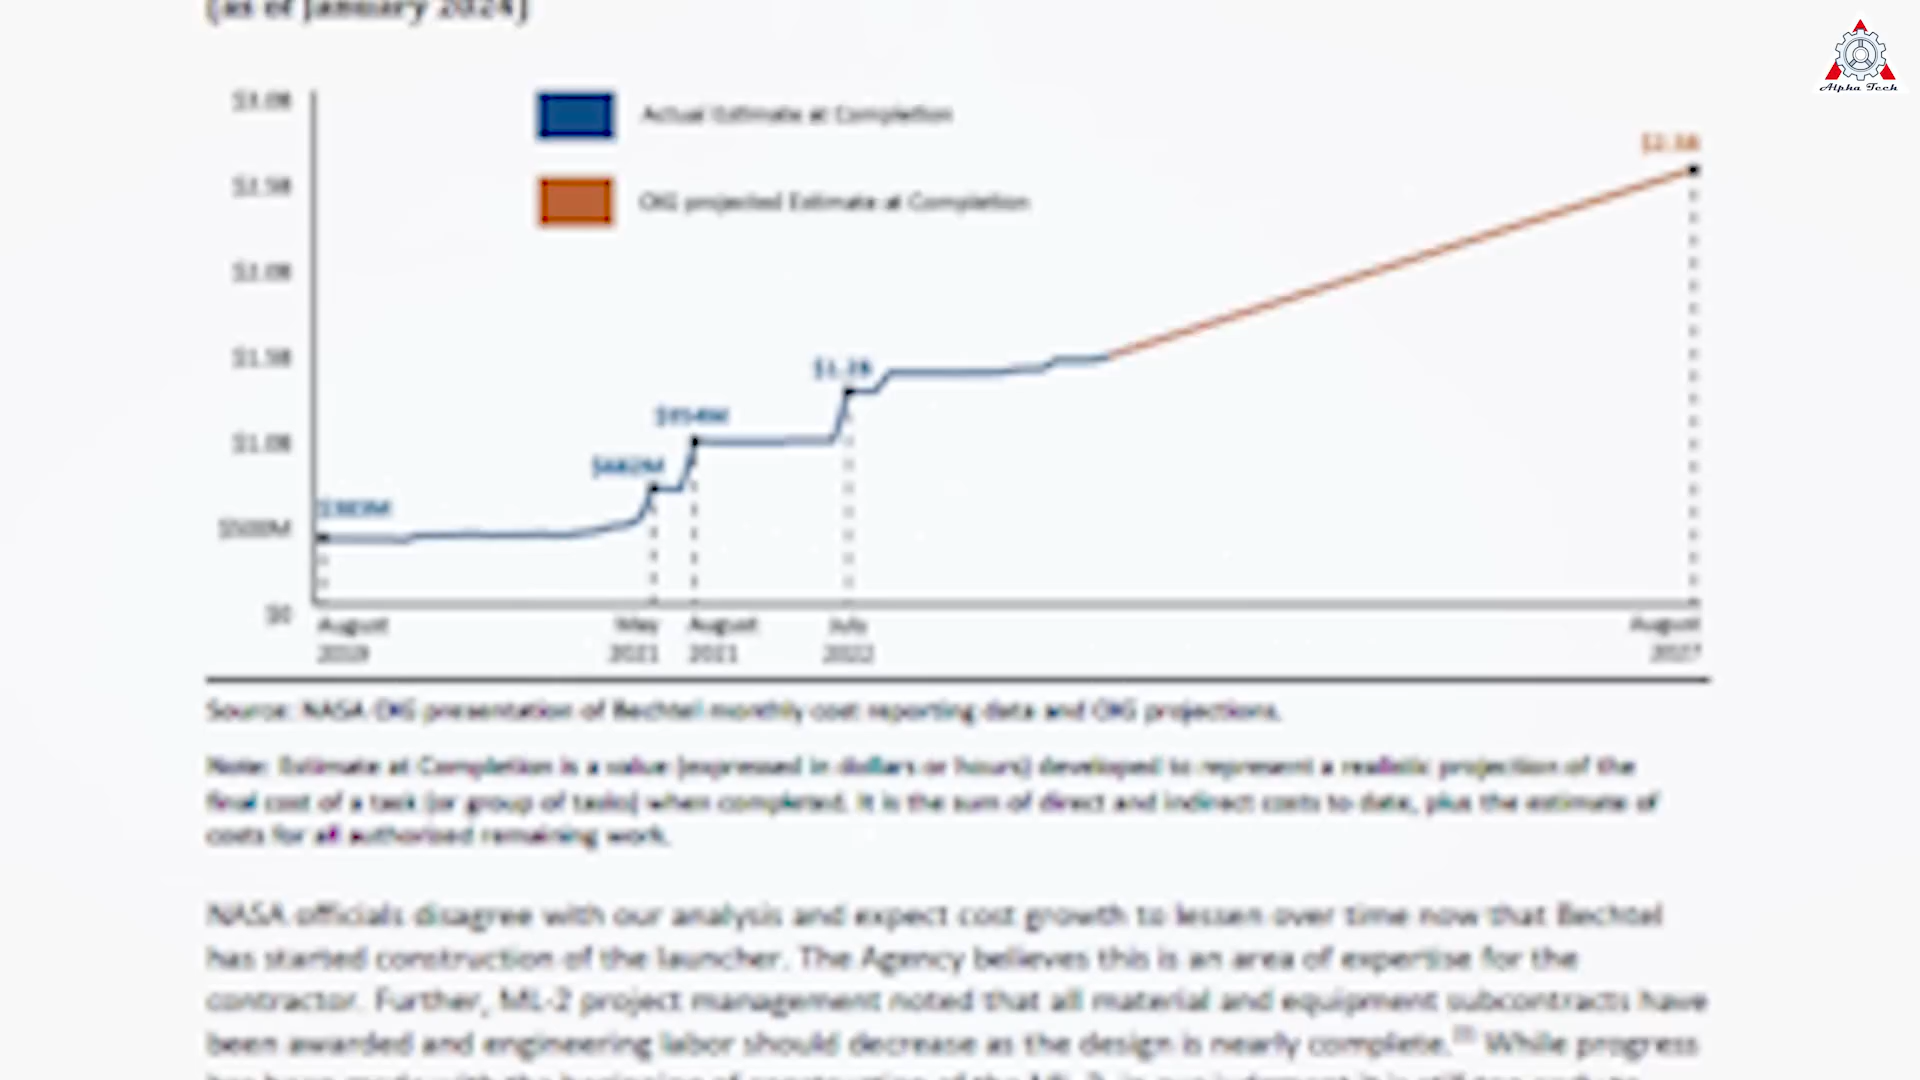 (as of January 2024)
Alpha Tech
Actual Estimate at Completion
OIG projected Estimate at Completion
$1.5B
$1.2B
$1.0B
$954M
$682M
$383M
$500M
$0
August May August July August
2019 2021 2021 2022 2027
Source: NASA OIG presentation of Bechtel monthly cost reporting data and OIG projections.
Note: Estimate at Completion is a value (expressed in dollars or hours) developed to represent a realistic projection of the
final cost of a task (or group of tasks) when completed. It is the sum of direct and indirect costs to date, plus the estimate of
costs for all authorized remaining work.
NASA officials disagree with our analysis and expect cost growth to lessen over time now that Bechtel
has started construction of the launcher. The Agency believes this is an area of expertise for the
contractor. Further, ML-2 project management noted that all material and equipment subcontracts have
been awarded and engineering labor should decrease as the design is nearly complete. While progress